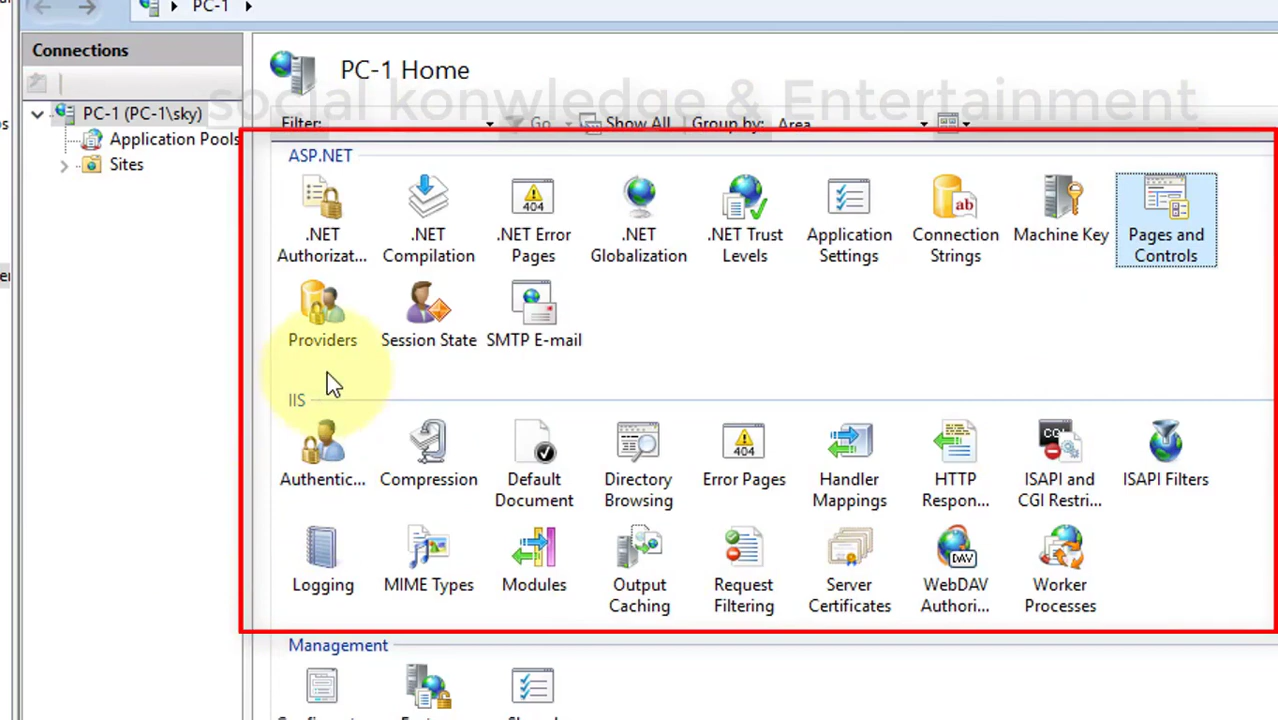 PC-1
Connections
PC-1 Home
PC-1 (PC-1\sky)
social konwledge & Entertainment
Filter:
Go
Show All
Group by:
Area
Application Pools
Sites
ASP.NET
404
ab
.NET
Authorizat...
.NET
Compilation
.NET Error
Pages
.NET
Globalization
.NET Trust
Levels
Application
Settings
Connection
Strings
Machine Key
Pages and
Controls
Providers
Session State
SMTP E-mail
IIS
404
Authentic...
Compression
Default
Document
Directory
Browsing
Error Pages
Handler
Mappings
HTTP
Respon...
ISAPI and
CGI Restri...
ISAPI Filters
DAV
Logging
MIME Types
Modules
Output
Caching
Request
Filtering
Server
Certificates
WebDAV
Authori...
Worker
Processes
Management